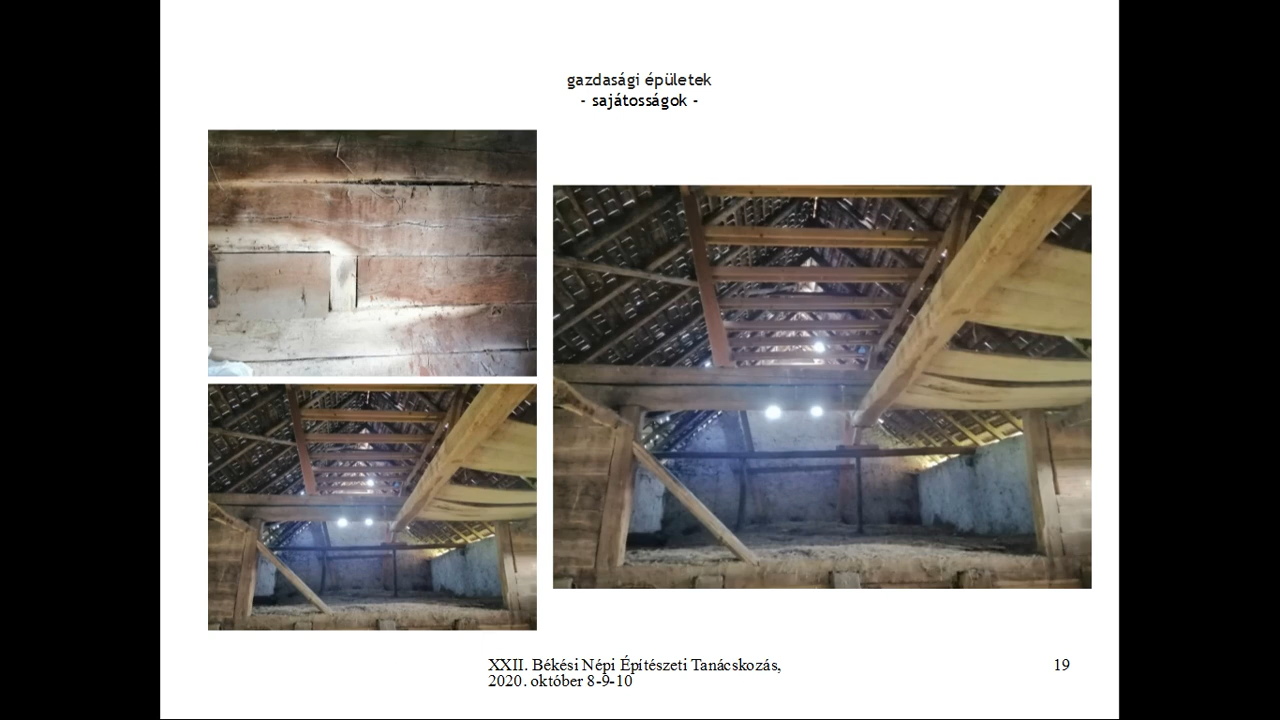 gazdasági épületek
- sajátosságok -
XXII. Békési Népi Építészeti Tanácskozás,
2020. október 8-9-10
19